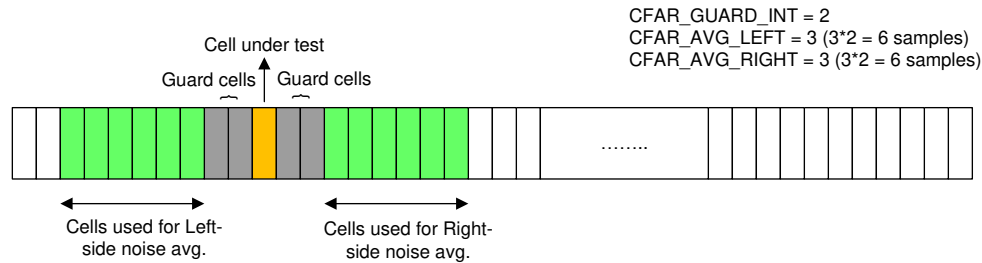 CFAR_GUARD_INT = 2
CFAR_AVG_LEFT = 3 (3*2 = 6 samples)
CFAR_AVG_RIGHT = 3 (3*2 = 6 samples)
Cell under test
Guard cells
Guard cells
........
Cells used for Left-
side noise avg.
Cells used for Right-
side noise avg.